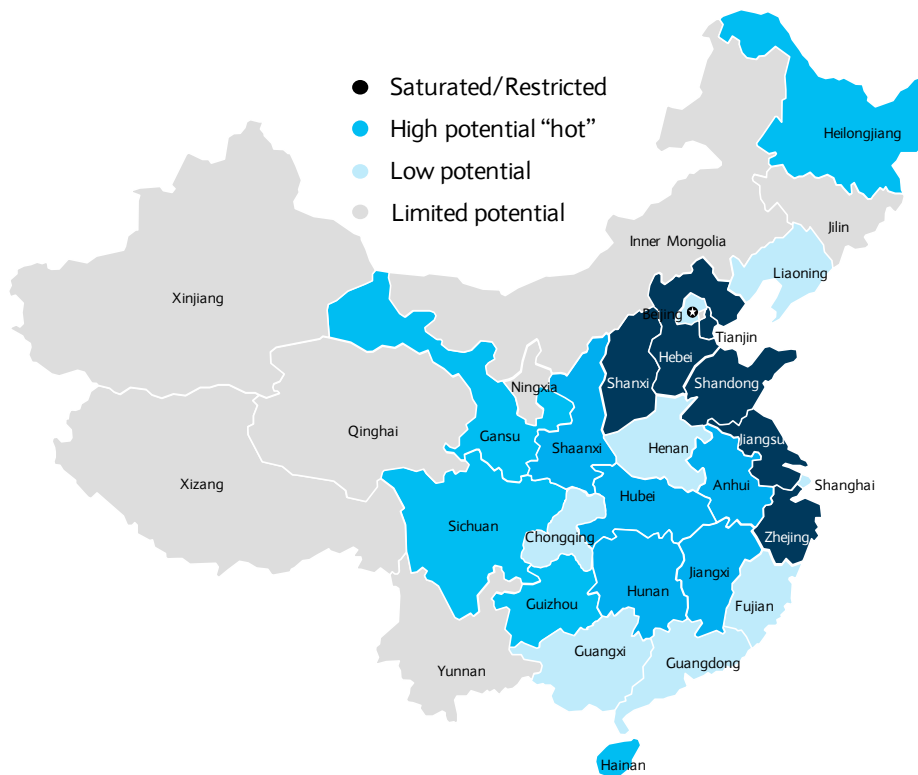 Saturated/Restricted
High potential “hot”
Low potential
Limited potential
Heilongjiang
Jilin
Inner Mongolia
Liaoning
Xinjiang
Beijing
Tianjin
Hebei
Shanxi
Shandong
Ningxia
Qinghai
Gansu
Shaanxi
Henan
Jiangsu
Xizang
Shanghai
Anhui
Hubei
Sichuan
Chongqing
Zhejing
Jiangxi
Hunan
Guizhou
Fujian
Guangxi
Guangdong
Yunnan
Hainan